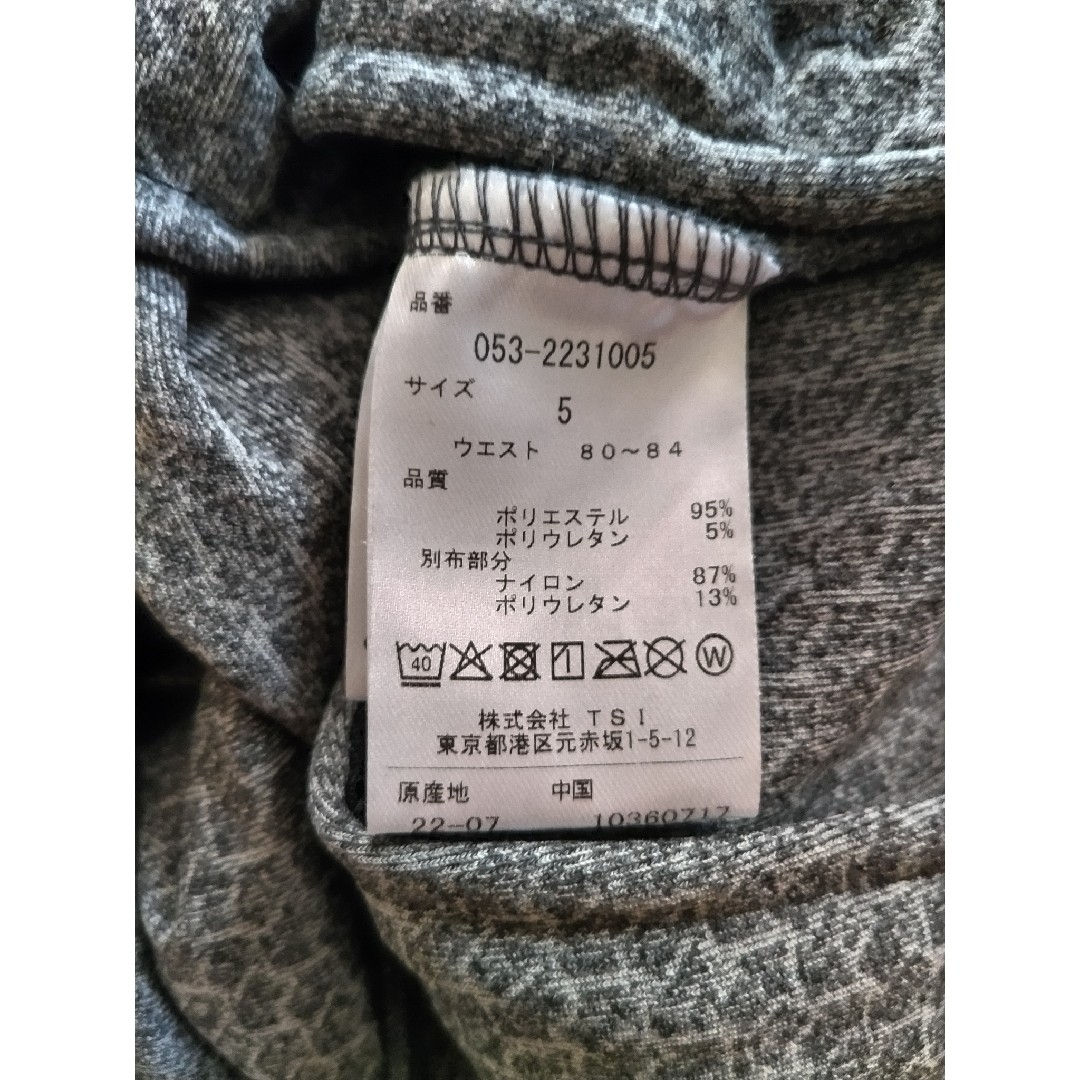 品番
053-2231005
サイズ
5
ウエスト 80～84
品質
ポリエステル 95%
ポリウレタン 5%
別布部分
ナイロン 87%
ポリウレタン 13%
40 W
株式会社 TSI
東京都港区元赤坂1-5-12
原産地 中国
22-07 10360717